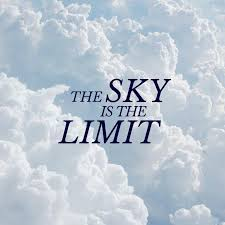 THE SKY
IS THE
LIMIT